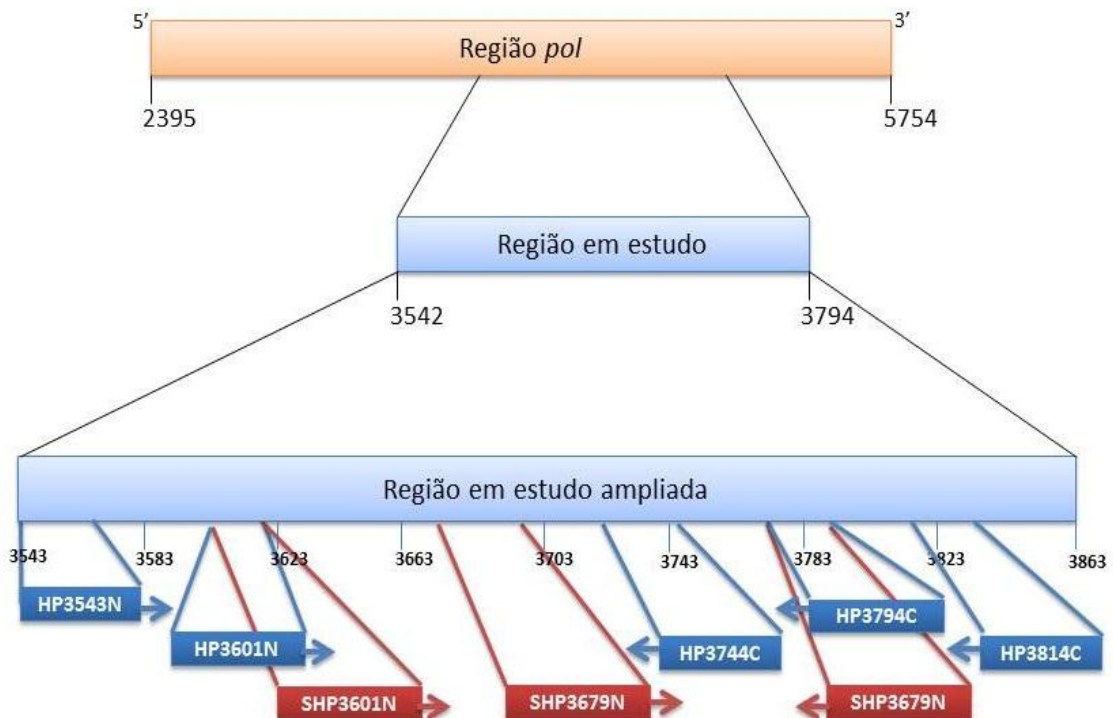 5’ 3’
Região pol
2395 5754
Região em estudo
3542 3794
Região em estudo ampliada
3543 3583 3623 3663 3703 3743 3783 3823 3863
HP3543N
HP3794C
HP3601N
HP3744C
HP3814C
SHP3601N
SHP3679N
SHP3679N